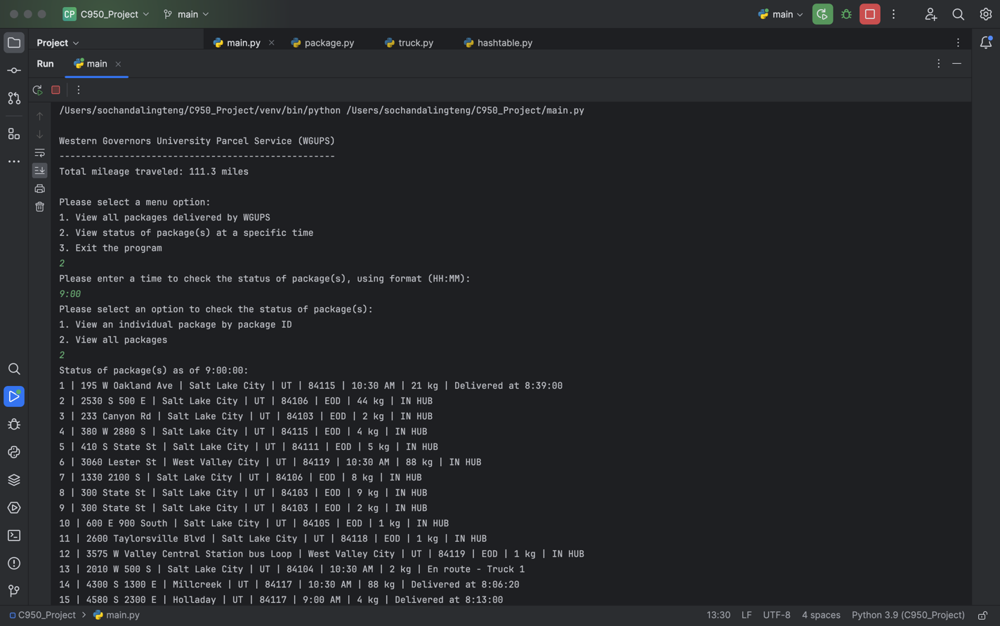 CP C950_Project main main
Project main.py package.py truck.py hashtable.py
Run main
/Users/sochandalingteng/C950_Project/venv/bin/python /Users/sochandalingteng/C950_Project/main.py
Western Governors University Parcel Service (WGUPS)
---------------------------------------------------
Total mileage traveled: 111.3 miles
Please select a menu option:
1. View all packages delivered by WGUPS
2. View status of package(s) at a specific time
3. Exit the program
2
Please enter a time to check the status of package(s), using format (HH:MM):
9:00
Please select an option to check the status of package(s):
1. View an individual package by package ID
2. View all packages
2
Status of package(s) as of 9:00:00:
1 | 195 W Oakland Ave | Salt Lake City | UT | 84115 | 10:30 AM | 21 kg | Delivered at 8:39:00
2 | 2530 S 500 E | Salt Lake City | UT | 84106 | EOD | 44 kg | IN HUB
3 | 233 Canyon Rd | Salt Lake City | UT | 84103 | EOD | 2 kg | IN HUB
4 | 380 W 2880 S | Salt Lake City | UT | 84115 | EOD | 4 kg | IN HUB
5 | 410 S State St | Salt Lake City | UT | 84111 | EOD | 5 kg | IN HUB
6 | 3060 Lester St | West Valley City | UT | 84119 | 10:30 AM | 88 kg | IN HUB
7 | 1330 2100 S | Salt Lake City | UT | 84106 | EOD | 8 kg | IN HUB
8 | 300 State St | Salt Lake City | UT | 84103 | EOD | 9 kg | IN HUB
9 | 300 State St | Salt Lake City | UT | 84103 | EOD | 2 kg | IN HUB
10 | 600 E 900 South | Salt Lake City | UT | 84105 | EOD | 1 kg | IN HUB
11 | 2600 Taylorsville Blvd | Salt Lake City | UT | 84118 | EOD | 1 kg | IN HUB
12 | 3575 W Valley Central Station bus Loop | West Valley City | UT | 84119 | EOD | 1 kg | IN HUB
13 | 2010 W 500 S | Salt Lake City | UT | 84104 | 10:30 AM | 2 kg | En route - Truck 1
14 | 4300 S 1300 E | Millcreek | UT | 84117 | 10:30 AM | 88 kg | Delivered at 8:06:20
15 | 4580 S 2300 E | Holladay | UT | 84117 | 9:00 AM | 4 kg | Delivered at 8:13:00
C950_Project main.py 13:30 LF UTF-8 4 spaces Python 3.9 (C950_Project)